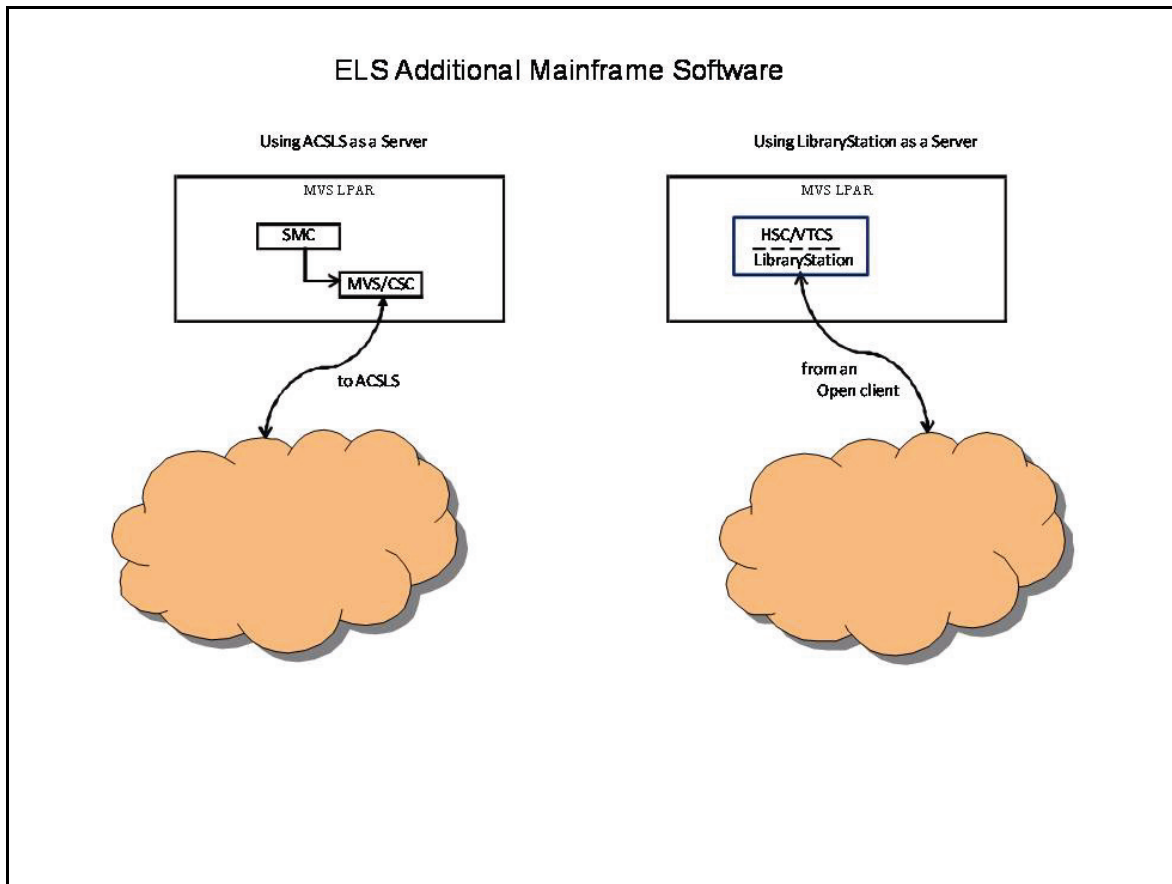 ELS Additional Mainframe Software
Using ACSLS as a Server
MVS LPAR
SMC
MVS/CSC
to ACSLS
Using LibraryStation as a Server
MVS LPAR
HSC/VTCS
LibraryStation
from an
Open client